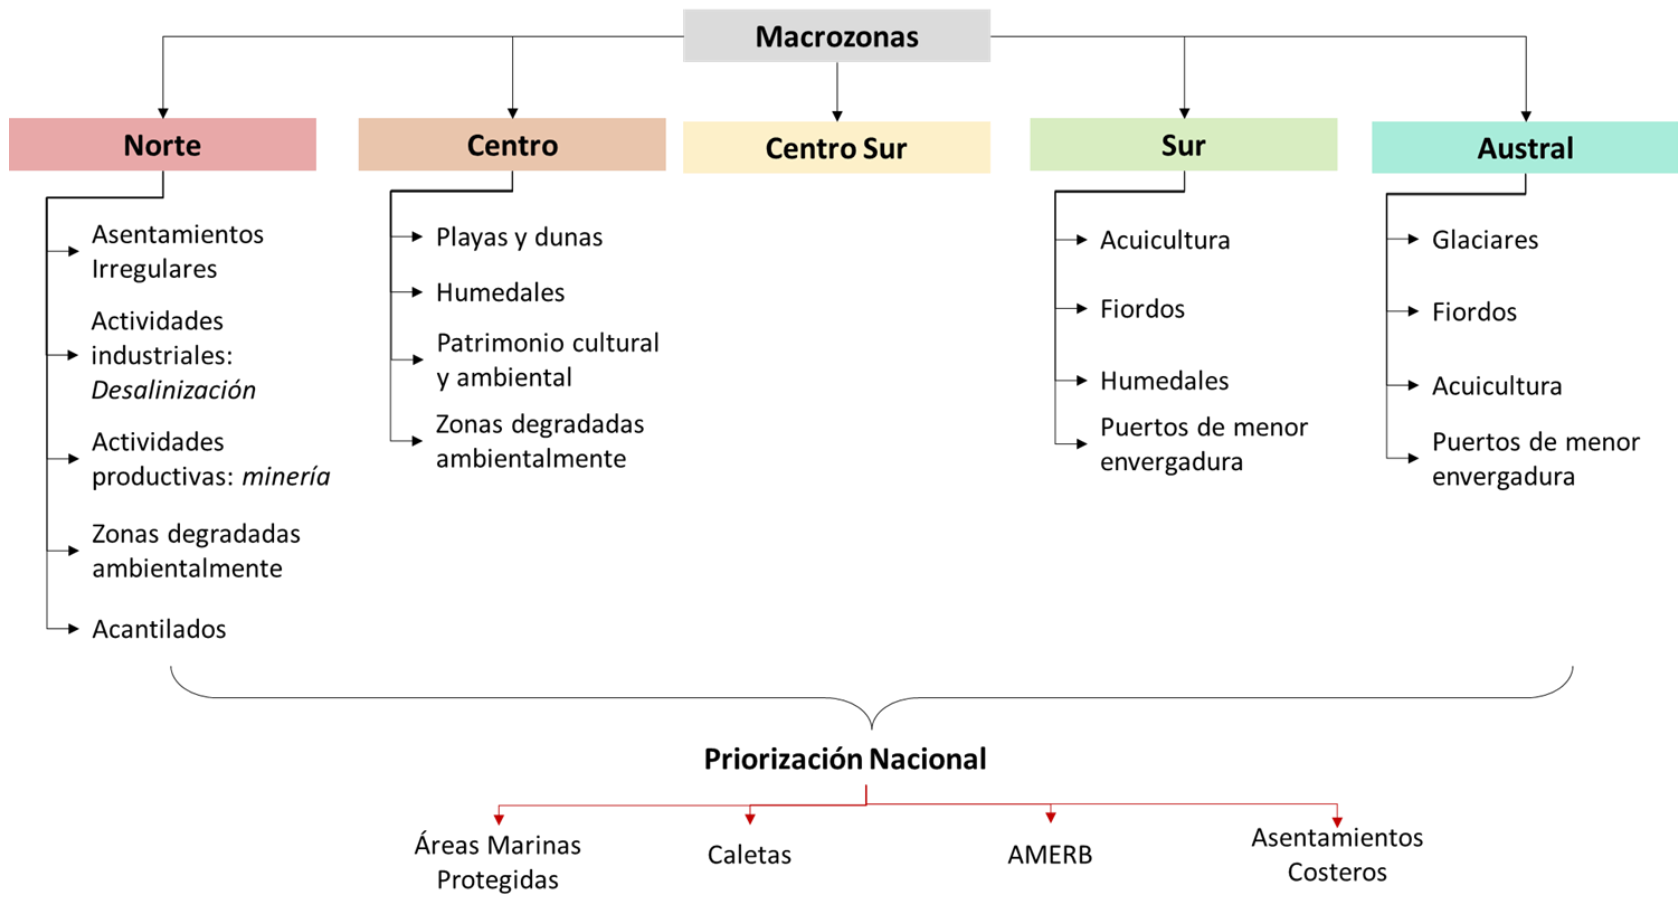 Macrozonas
Norte
Asentamientos
Irregulares
Actividades
industriales:
Desalinización
Actividades
productivas: minería
Zonas degradadas
ambientalmente
Acantilados
Centro
Playas y dunas
Humedales
Patrimonio cultural
y ambiental
Zonas degradadas
ambientalmente
Centro Sur
Sur
Acuicultura
Fiordos
Humedales
Puertos de menor
envergadura
Austral
Glaciares
Fiordos
Acuicultura
Puertos de menor
envergadura
Priorización Nacional
Áreas Marinas
Protegidas
Caletas
AMERB
Asentamientos
Costeros